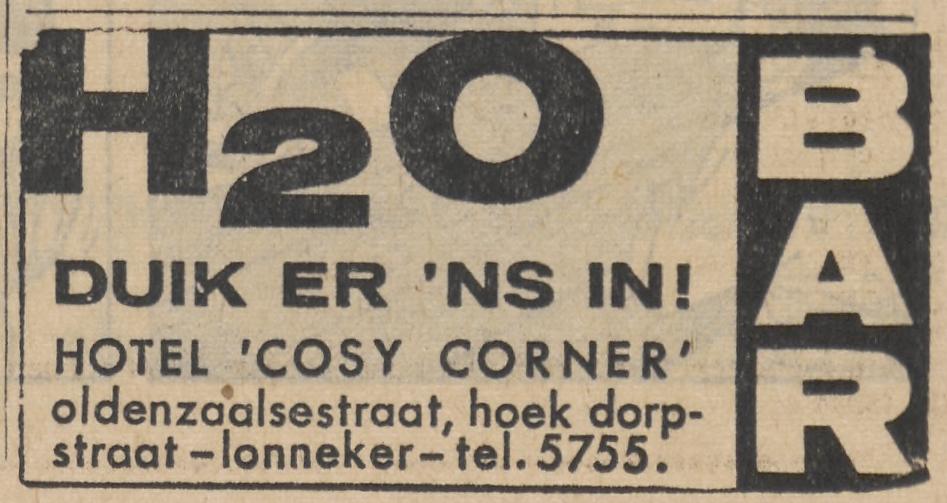 H2O
BAR
DUIK ER 'NS IN!
HOTEL 'COSY CORNER'
oldenzaalsestraat, hoek dorp-
straat – lonneker – tel. 5755.